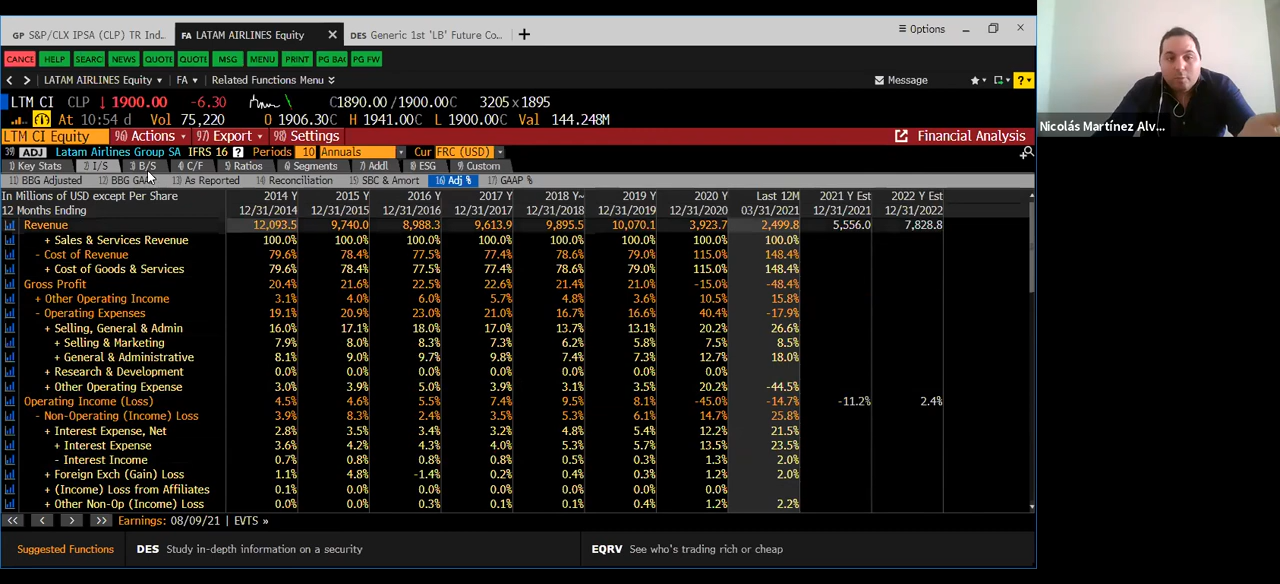 GP S&P/CLX IPSA (CLP) TR Ind... FA LATAM AIRLINES Equity DES Generic 1st 'LB' Future Co... Options
CANCE HELP SEARC NEWS QUOTE QUOTE MSG MENU PRINT PG BAC PG FW
LATAM AIRLINES Equity FA Related Functions Menu Message
LTM CI CLP ↓ 1900.00 -6.30 C1890.00 / 1900.00C 3205 x 1895
At 10:54 d Vol 75,220 O 1906.30C H 1941.00C L 1900.00C Val 144.248M
LTM CI Equity 96) Actions 97) Export 98) Settings Financial Analysis
ADJ Latam Airlines Group SA IFRS 16 ? Periods 10 Annuals Cur FRC (USD)
1) Key Stats 2) I/S 3) B/S 4) C/F 5) Ratios 6) Segments 7) Addl 8) ESG 9) Custom
11) BBG Adjusted 12) BBG GAAP 13) As Reported 14) Reconciliation 15) SBC & Amort 16) Adj % 17) GAAP %
In Millions of USD except Per Share 2014 Y 2015 Y 2016 Y 2017 Y 2018 Y~ 2019 Y 2020 Y Last 12M 2021 Y Est 2022 Y Est
12 Months Ending 12/31/2014 12/31/2015 12/31/2016 12/31/2017 12/31/2018 12/31/2019 12/31/2020 03/31/2021 12/31/2021 12/31/2022
Revenue 12,093.5 9,740.0 8,988.3 9,613.9 9,895.5 10,070.1 3,923.7 2,499.8 5,556.0 7,828.8
+ Sales & Services Revenue 100.0% 100.0% 100.0% 100.0% 100.0% 100.0% 100.0% 100.0%
- Cost of Revenue 79.6% 78.4% 77.5% 77.4% 78.6% 79.0% 115.0% 148.4%
+ Cost of Goods & Services 79.6% 78.4% 77.5% 77.4% 78.6% 79.0% 115.0% 148.4%
Gross Profit 20.4% 21.6% 22.5% 22.6% 21.4% 21.0% -15.0% -48.4%
+ Other Operating Income 3.1% 4.0% 6.0% 5.7% 4.8% 3.6% 10.5% 15.8%
- Operating Expenses 19.1% 20.9% 23.0% 21.0% 16.7% 16.6% 40.4% -17.9%
+ Selling, General & Admin 16.0% 17.1% 18.0% 17.0% 13.7% 13.1% 20.2% 26.6%
+ Selling & Marketing 7.9% 8.0% 8.3% 7.3% 6.2% 5.8% 7.5% 8.5%
+ General & Administrative 8.1% 9.0% 9.7% 9.8% 7.4% 7.3% 12.7% 18.0%
+ Research & Development 0.0% 0.0% 0.0% 0.0% 0.0% 0.0% 0.0%
+ Other Operating Expense 3.0% 3.9% 5.0% 3.9% 3.1% 3.5% 20.2% -44.5%
Operating Income (Loss) 4.5% 4.6% 5.5% 7.4% 9.5% 8.1% -45.0% -14.7% -11.2% 2.4%
- Non-Operating (Income) Loss 3.9% 8.3% 2.4% 3.5% 5.3% 6.1% 14.7% 25.8%
+ Interest Expense, Net 2.8% 3.5% 3.4% 3.2% 4.8% 5.4% 12.2% 21.5%
+ Interest Expense 3.6% 4.2% 4.3% 4.0% 5.3% 5.7% 13.5% 23.5%
- Interest Income 0.7% 0.8% 0.8% 0.8% 0.5% 0.3% 1.3% 2.0%
+ Foreign Exch (Gain) Loss 1.1% 4.8% -1.4% 0.2% 0.4% 0.3% 1.2% 2.0%
+ (Income) Loss from Affiliates 0.1% 0.0% 0.0% 0.0% 0.0% 0.0% 0.0%
+ Other Non-Op (Income) Loss 0.0% 0.0% 0.3% 0.1% 0.1% 0.4% 1.2% 2.2%
Earnings: 08/09/21 | EVTS »
Suggested Functions DES Study in-depth information on a security EQRV See who's trading rich or cheap
Nicolás Martínez Alv...